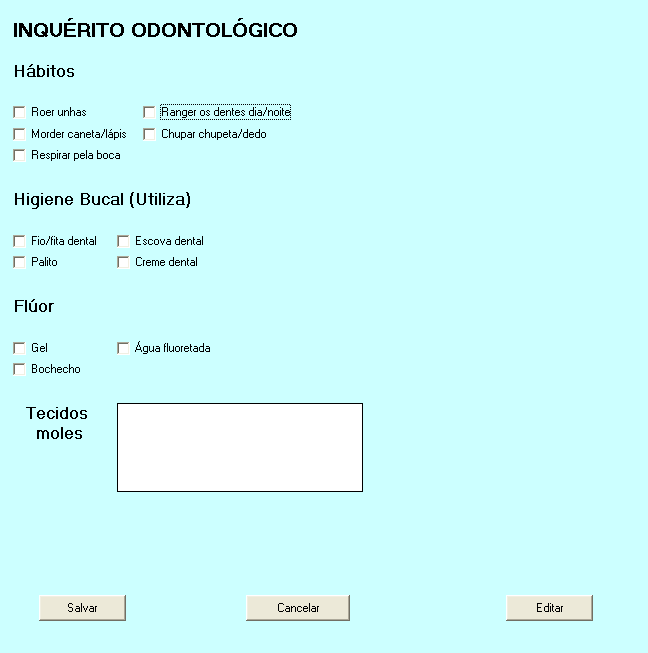 INQUÉRITO ODONTOLÓGICO
Hábitos
Roer unhas Ranger os dentes dia/noite
Morder caneta/lápis Chupar chupeta/dedo
Respirar pela boca
Higiene Bucal (Utiliza)
Fio/fita dental Escova dental
Palito Creme dental
Flúor
Gel Água fluoretada
Bochecho
Tecidos
moles
Salvar Cancelar Editar